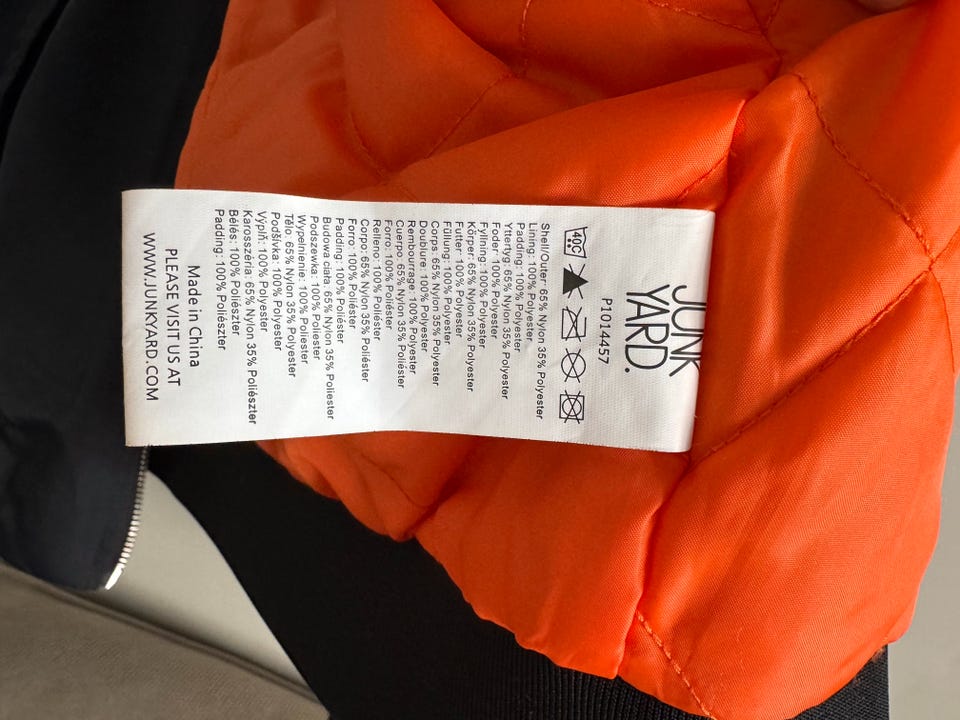 JUNK
YARD.
P1014457
40C
Shell/Outer: 65% Nylon 35% Polyester
Lining: 100% Polyester
Padding: 100% Polyester
Yttertyg: 65% Nylon 35% Polyester
Foder: 100% Polyester
Fyllning: 100% Polyester
Körper: 65% Nylon 35% Polyester
Futter: 100% Polyester
Füllung: 100% Polyester
Corps: 65% Nylon 35% Polyester
Doublure: 100% Polyester
Rembourrage: 100% Polyester
Cuerpo: 65% Nylon 35% Poliéster
Forro: 100% Poliéster
Relleno: 100% Poliéster
Corpo: 65% Nylon 35% Poliéster
Forro: 100% Poliéster
Padding: 100% Poliéster
Budowa ciała: 65% Nylon 35% Poliester
Podszewka: 100% Poliester
Wypełnienie: 100% Poliester
Tělo: 65% Nylon 35% Polyester
Podšívka: 100% Polyester
Výplň: 100% Polyester
Karosszéria: 65% Nylon 35% Poliészter
Bélés: 100% Poliészter
Padding: 100% Poliészter
Made in China
PLEASE VISIT US AT
WWW.JUNKYARD.COM